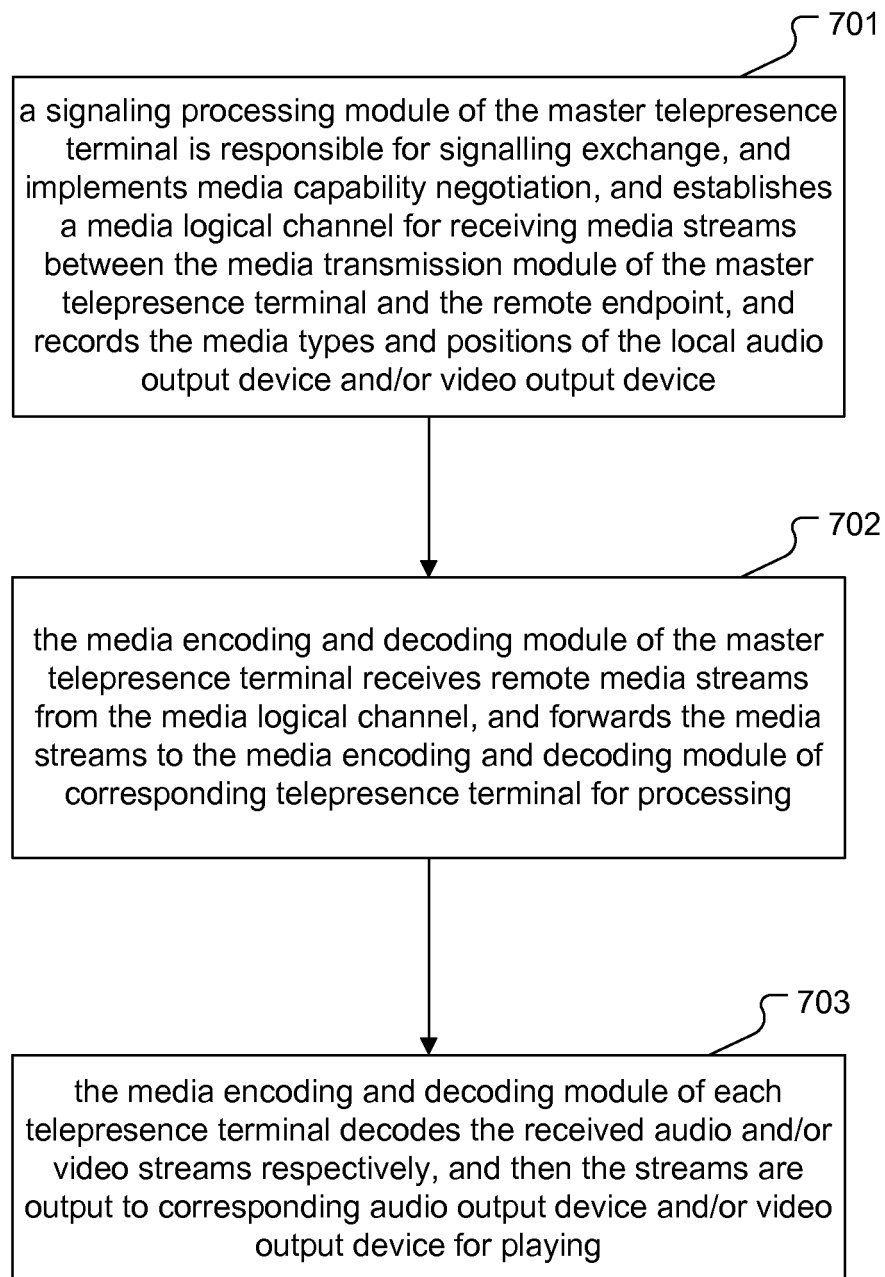 701
a signaling processing module of the master telepresence
terminal is responsible for signalling exchange, and
implements media capability negotiation, and establishes
a media logical channel for receiving media streams
between the media transmission module of the master
telepresence terminal and the remote endpoint, and
records the media types and positions of the local audio
output device and/or video output device
702
the media encoding and decoding module of the master
telepresence terminal receives remote media streams
from the media logical channel, and forwards the media
streams to the media encoding and decoding module of
corresponding telepresence terminal for processing
703
the media encoding and decoding module of each
telepresence terminal decodes the received audio and/or
video streams respectively, and then the streams are
output to corresponding audio output device and/or video
output device for playing